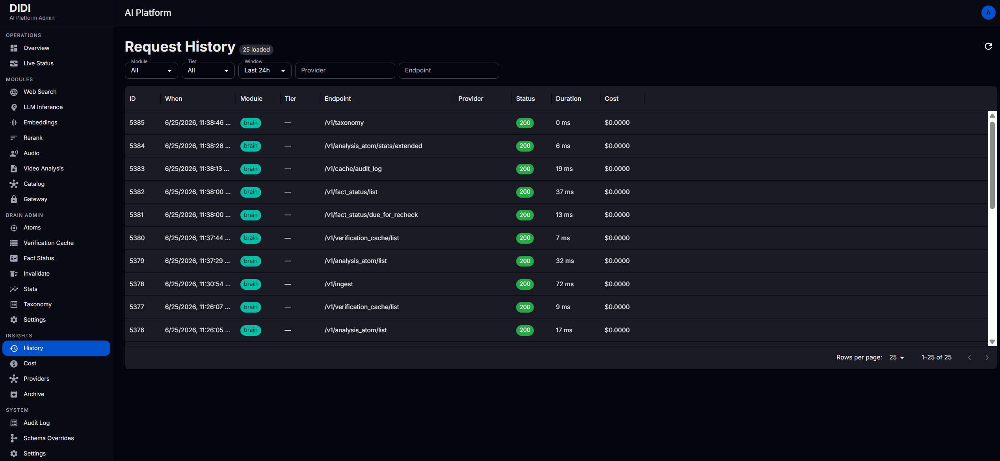 DIDI
AI Platform Admin
AI Platform
A
OPERATIONS
Overview
Live Status
MODULES
Web Search
LLM Inference
Embeddings
Rerank
Audio
Video Analysis
Catalog
Gateway
BRAIN ADMIN
Atoms
Verification Cache
Fact Status
Invalidate
Stats
Taxonomy
Settings
INSIGHTS
History
Cost
Providers
Archive
SYSTEM
Audit Log
Schema Overrides
Settings
Request History 25 loaded
Module Tier Window
All All Last 24h Provider Endpoint
ID When Module Tier Endpoint Provider Status Duration Cost
5385 6/25/2026, 11:38:46 ... brain — /v1/taxonomy 200 0 ms $0.0000
5384 6/25/2026, 11:38:28 ... brain — /v1/analysis_atom/stats/extended 200 6 ms $0.0000
5383 6/25/2026, 11:38:13 ... brain — /v1/cache/audit_log 200 19 ms $0.0000
5382 6/25/2026, 11:38:00 ... brain — /v1/fact_status/list 200 37 ms $0.0000
5381 6/25/2026, 11:38:00 ... brain — /v1/fact_status/due_for_recheck 200 13 ms $0.0000
5380 6/25/2026, 11:37:44 ... brain — /v1/verification_cache/list 200 7 ms $0.0000
5379 6/25/2026, 11:37:29 ... brain — /v1/analysis_atom/list 200 32 ms $0.0000
5378 6/25/2026, 11:30:54 ... brain — /v1/ingest 200 72 ms $0.0000
5377 6/25/2026, 11:26:07 ... brain — /v1/verification_cache/list 200 9 ms $0.0000
5376 6/25/2026, 11:26:05 ... brain — /v1/analysis_atom/list 200 17 ms $0.0000
Rows per page: 25 1–25 of 25